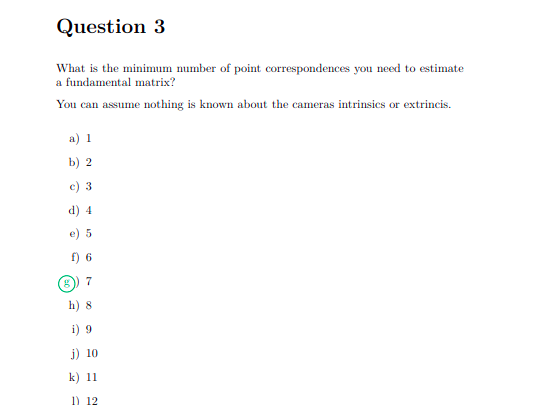 Question 3
What is the minimum number of point correspondences you need to estimate
a fundamental matrix?
You can assume nothing is known about the cameras intrinsics or extrincis.
a) 1
b) 2
c) 3
d) 4
e) 5
f) 6
g) 7
h) 8
i) 9
j) 10
k) 11
l) 12